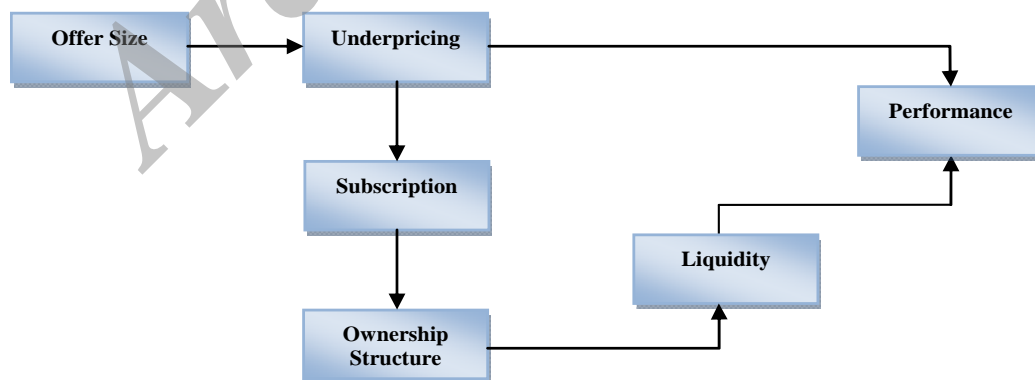 Offer Size
Underpricing
Performance
Subscription
Liquidity
Ownership
Structure